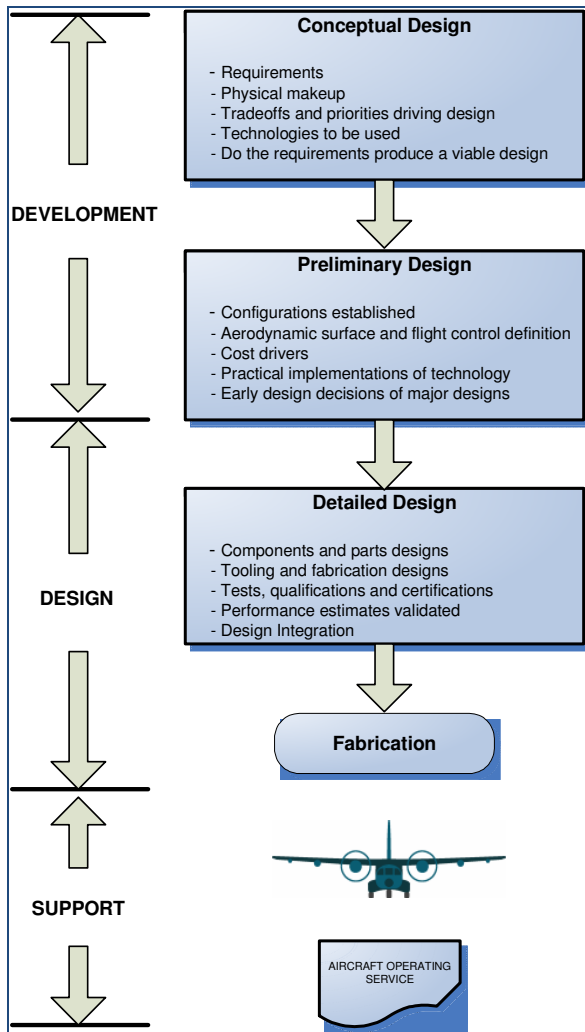 Conceptual Design
- Requirements
- Physical makeup
- Tradeoffs and priorities driving design
- Technologies to be used
- Do the requirements produce a viable design
DEVELOPMENT
Preliminary Design
- Configurations established
- Aerodynamic surface and flight control definition
- Cost drivers
- Practical implementations of technology
- Early design decisions of major designs
Detailed Design
- Components and parts designs
- Tooling and fabrication designs
- Tests, qualifications and certifications
- Performance estimates validated
- Design Integration
DESIGN
Fabrication
SUPPORT
AIRCRAFT OPERATING
SERVICE